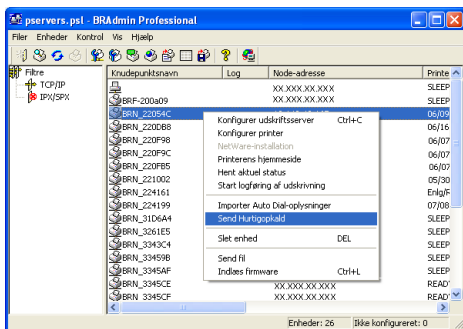 pservers.psl - BRAdmin Professional
Filer Enheder Kontrol Vis Hjælp
Filtre
TCP/IP
IPX/SPX
Knudepunktsnavn Log Node-adresse Printe
XX.XXX.XX.XXX SLEEP
BRF-200a09 XX.XXX.XX.XXX SLEEP
BRN_22054C 06/09
BRN_220DB8 06/16
BRN_220F98 06/07
BRN_220F9C 06/07
BRN_220FB5 06/07
BRN_221002 05/30
BRN_224161 Enlg/F
BRN_224199 07/08
BRN_31D6A4 SLEEP
BRN_3261E5 SLEEP
BRN_3343C4 SLEEP
BRN_33459B SLEEP
BRN_3345AF SLEEP
BRN_3345CE XX.XXX.XX.XXX READ
BRN_3345CF XX.XXX.XX.XXX READ
Konfigurer udskriftsserver Ctrl+C
Konfigurer printer
NetWare-installation
Printerens hjemmeside
Hent aktuel status
Start logføring af udskrivning
Importer Auto Dial-oplysninger
Send Hurtigopkald
Slet enhed DEL
Send fil
Indlæs firmware Ctrl+L
Enheder: 26 Ikke konfigureret: 0